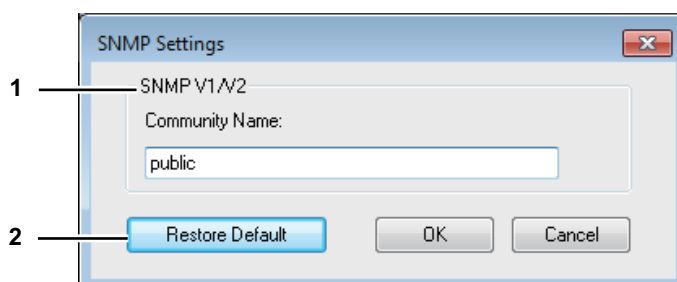 SNMP Settings
1
SNMP V1/V2
Community Name:
public
2
Restore Default
OK
Cancel